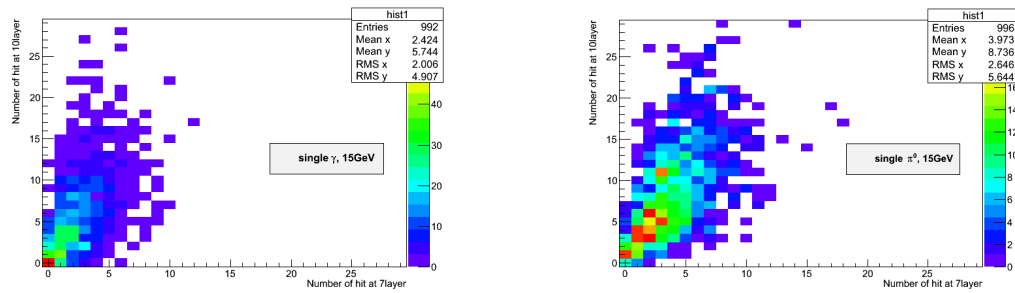 hist1
Entries 992
Mean x 2.424
Mean y 5.744
RMS x 2.006
RMS y 4.907
Number of hit at 10layer
25
20
15
10
5
0
single γ, 15GeV
40
30
20
10
0
0 5 10 15 20 25
Number of hit at 7layer
hist1
Entries 996
Mean x 3.973
Mean y 8.736
RMS x 2.646
RMS y 5.644
Number of hit at 10layer
25
20
15
10
5
0
single π⁰, 15GeV
16
14
12
10
8
6
4
2
0
0 5 10 15 20 25
Number of hit at 7layer